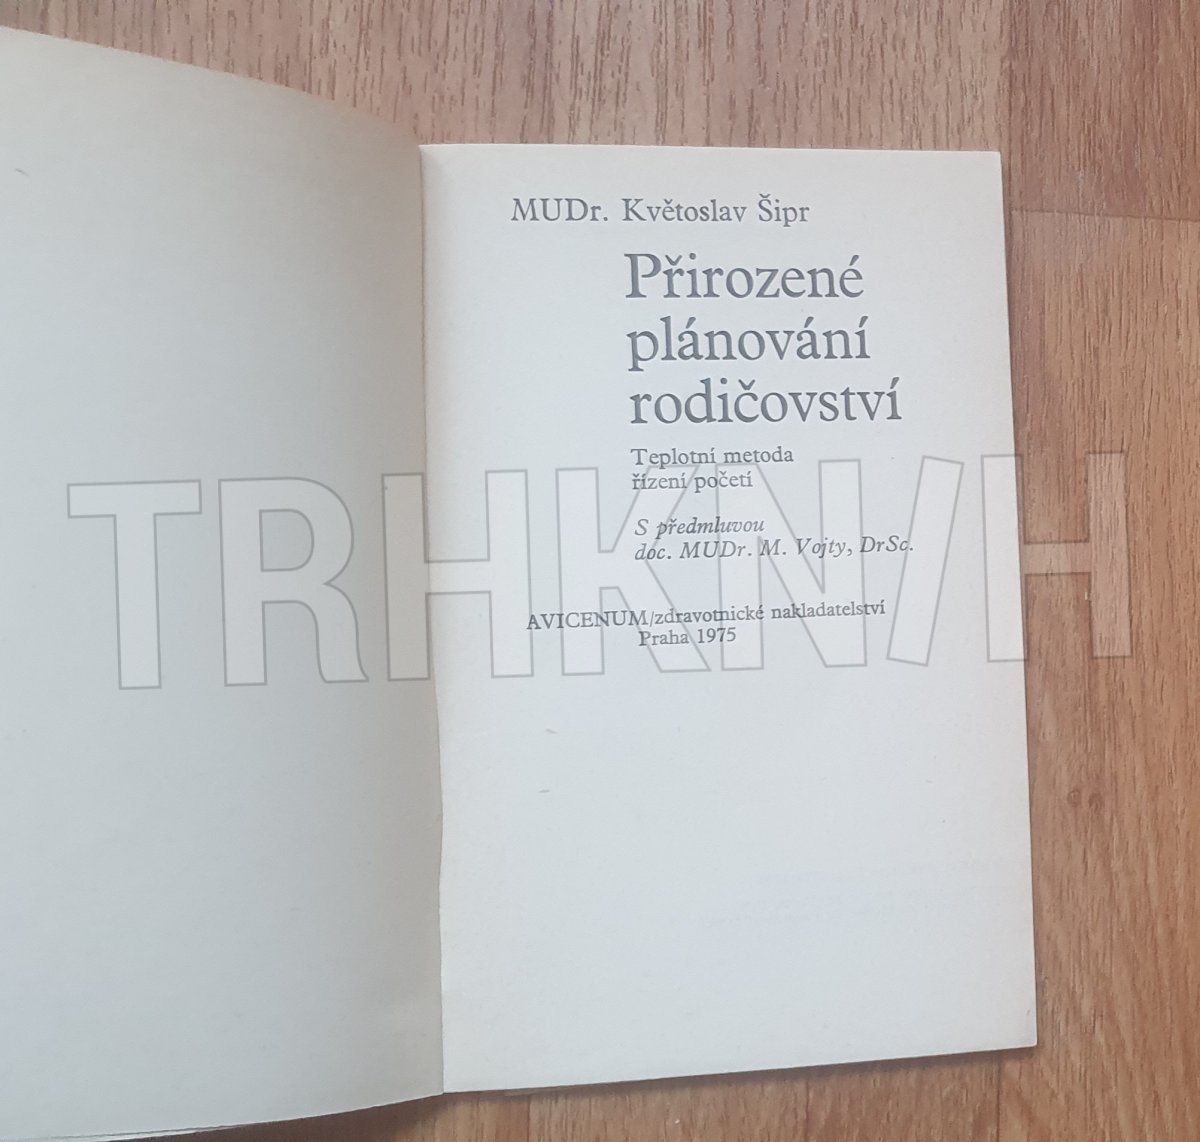 MUDr. Květoslav Šipr
Přirozené
plánování
rodičovství
Teplotní metoda
řízení početí
S předmluvou
doc. MUDr. M. Vojty, DrSc.
AVICENUM/zdravotnické nakladatelství
Praha 1975
TRHKNIH